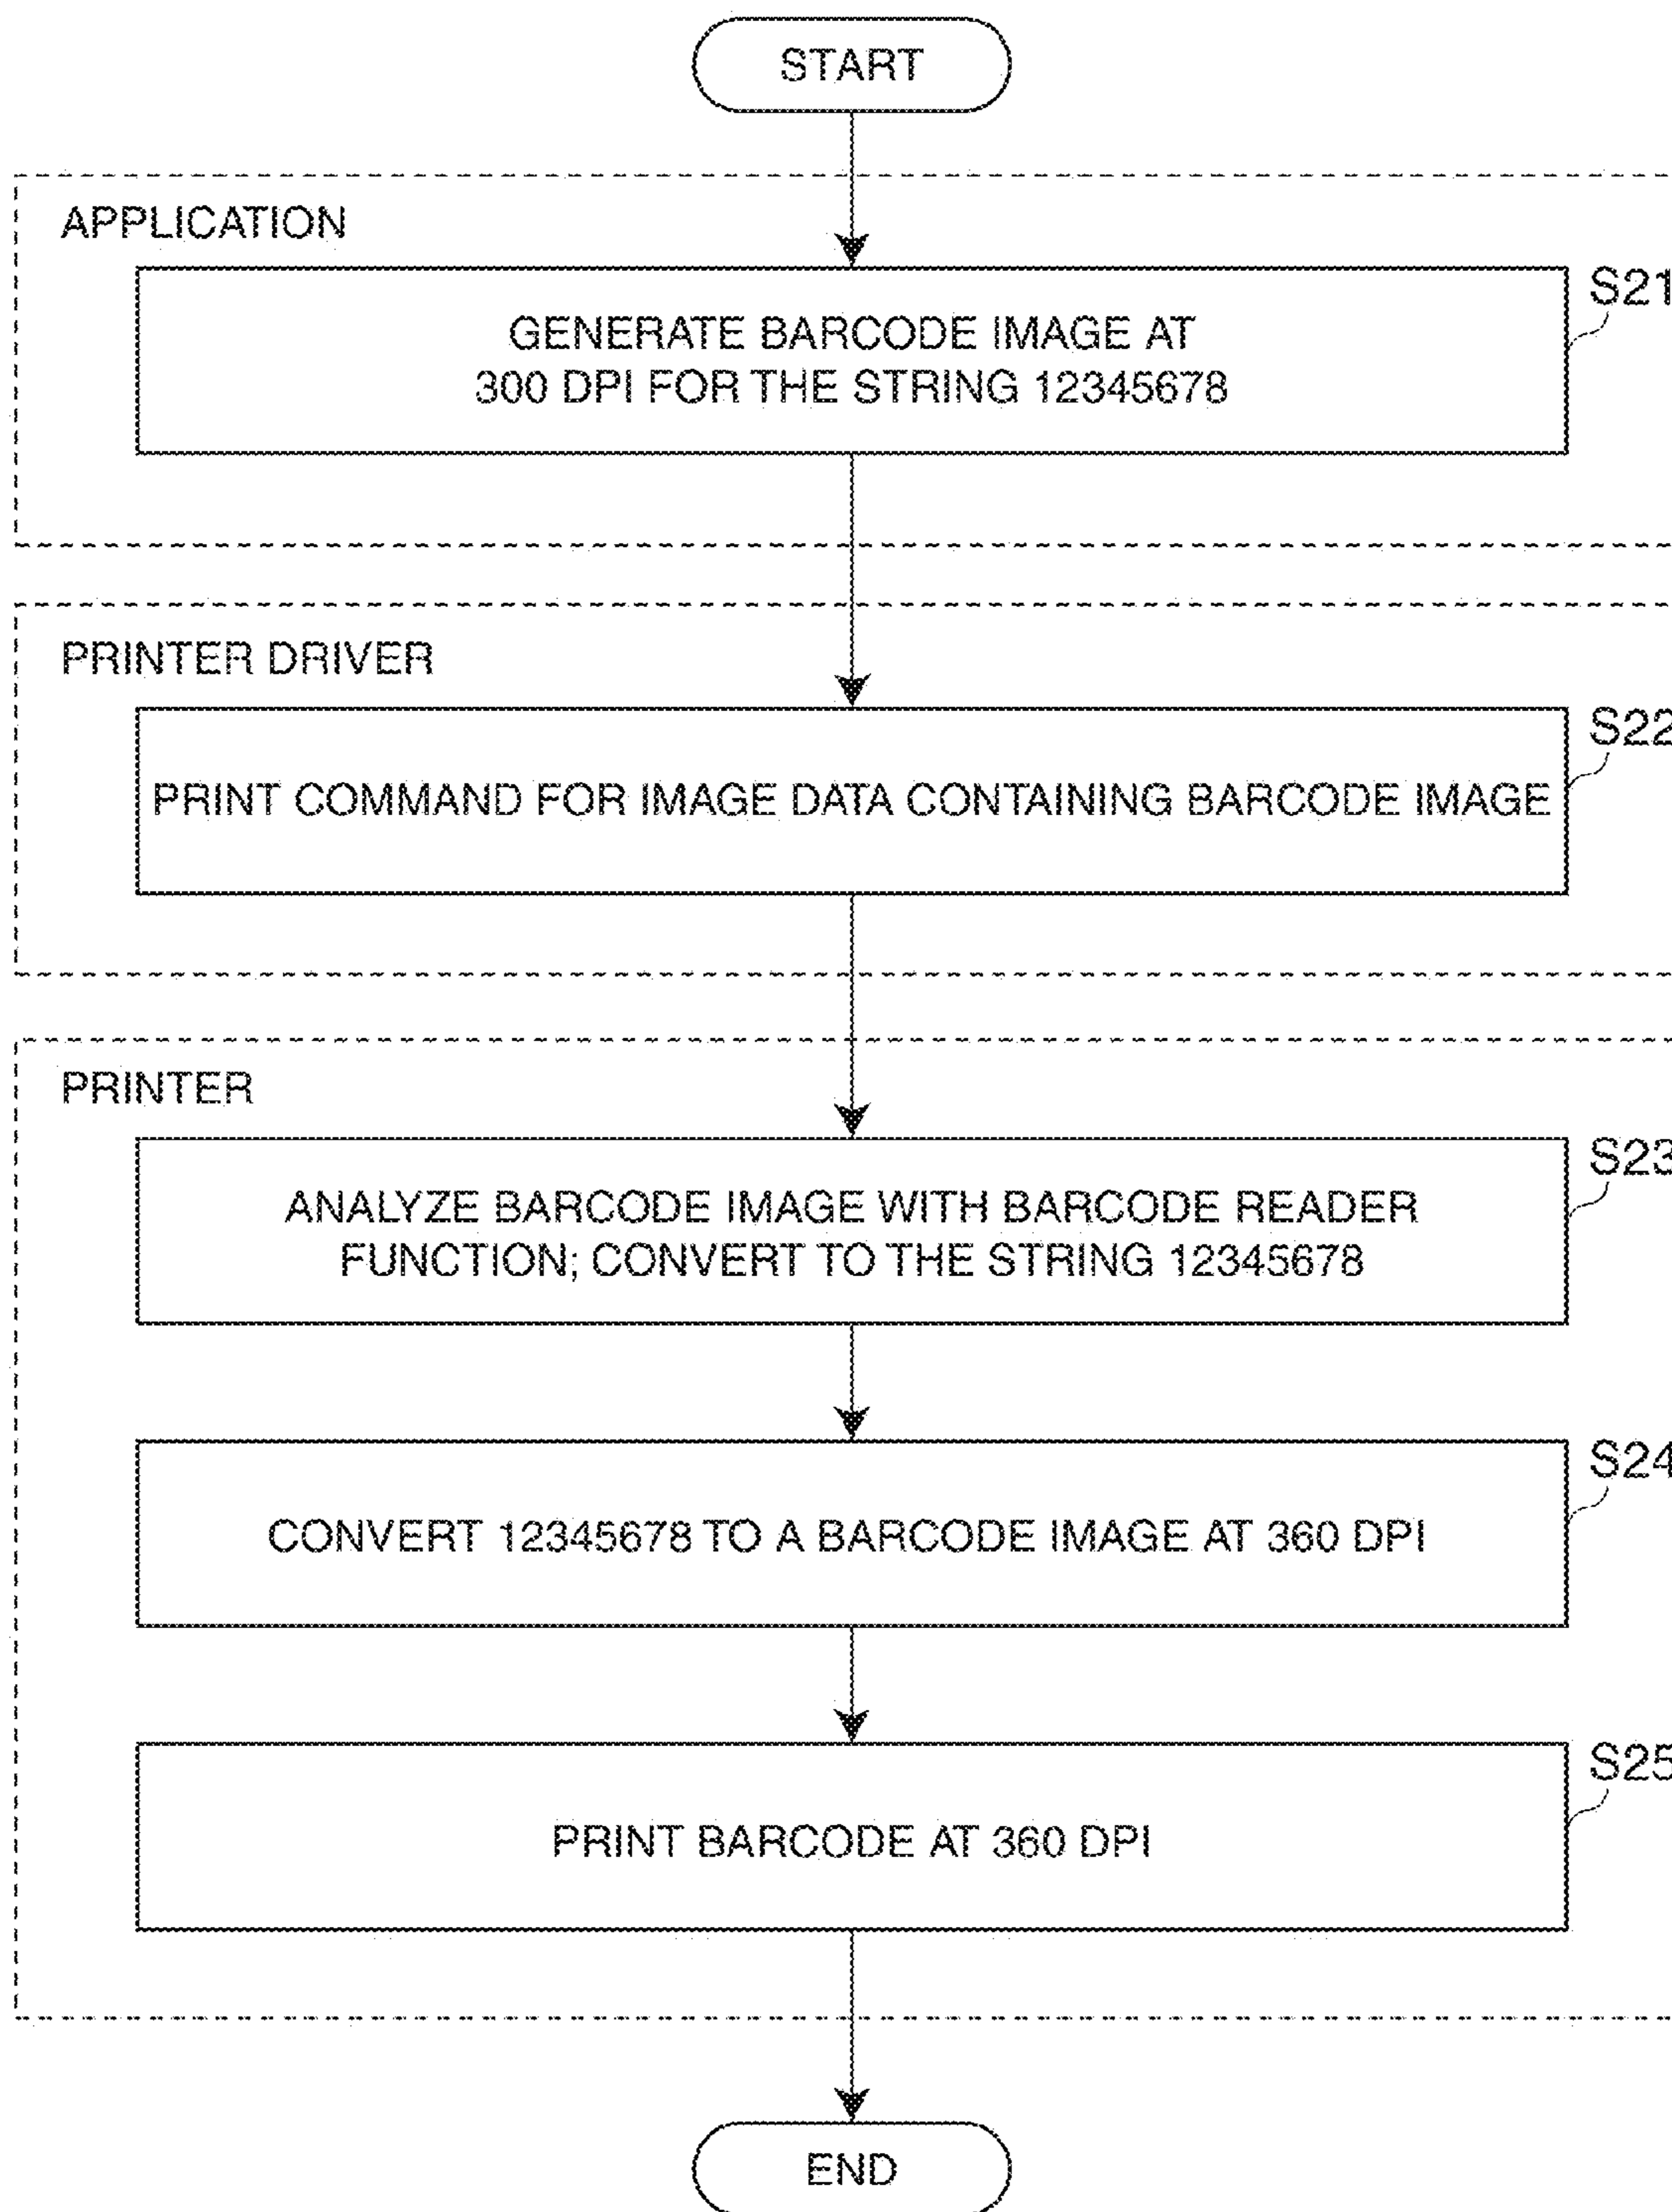 START
APPLICATION
S21
GENERATE BARCODE IMAGE AT
300 DPI FOR THE STRING 12345678
PRINTER DRIVER
S22
PRINT COMMAND FOR IMAGE DATA CONTAINING BARCODE IMAGE
PRINTER
S23
ANALYZE BARCODE IMAGE WITH BARCODE READER
FUNCTION; CONVERT TO THE STRING 12345678
S24
CONVERT 12345678 TO A BARCODE IMAGE AT 360 DPI
S25
PRINT BARCODE AT 360 DPI
END